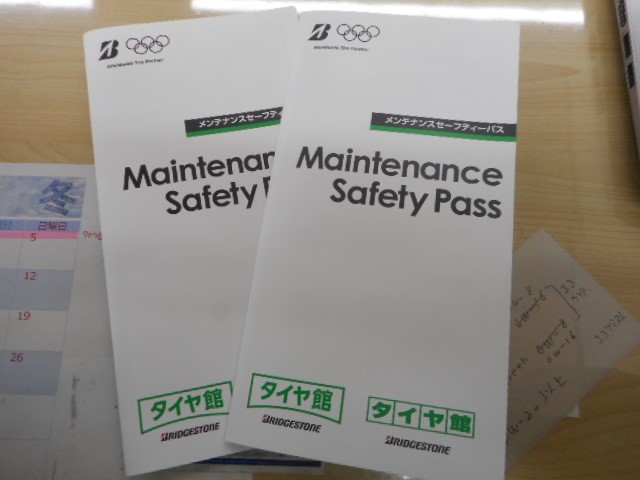 Worldwide Tire Partner
メンテナンスセーフティ
Maintenan
Safety P
タイヤ館
BRIDGESTONE
Worldwide Tire Partner
メンテナンスセーフティーパス
Maintenance
Safety Pass
タイヤ館
BRIDGESTONE
タイヤ館
BRIDGESTONE
冬
日曜日
5
12
19
26